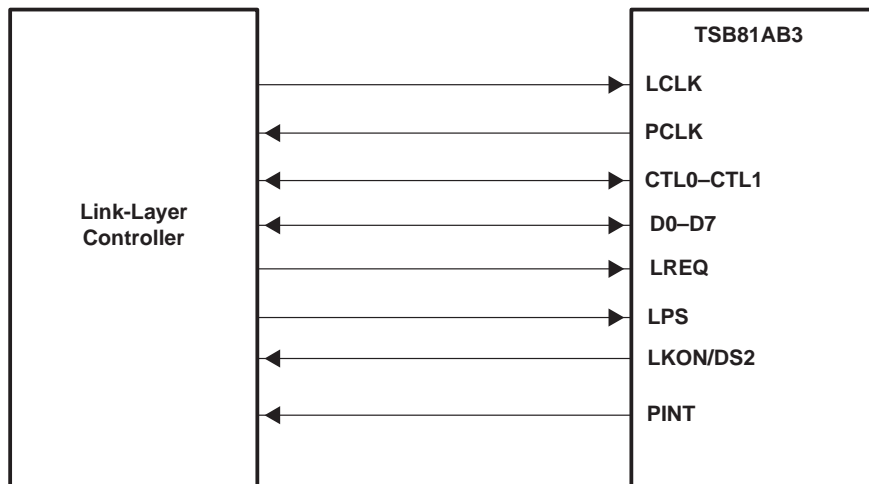 TSB81AB3
LCLK
PCLK
CTL0–CTL1
Link-Layer
Controller
D0–D7
LREQ
LPS
LKON/DS2
PINT